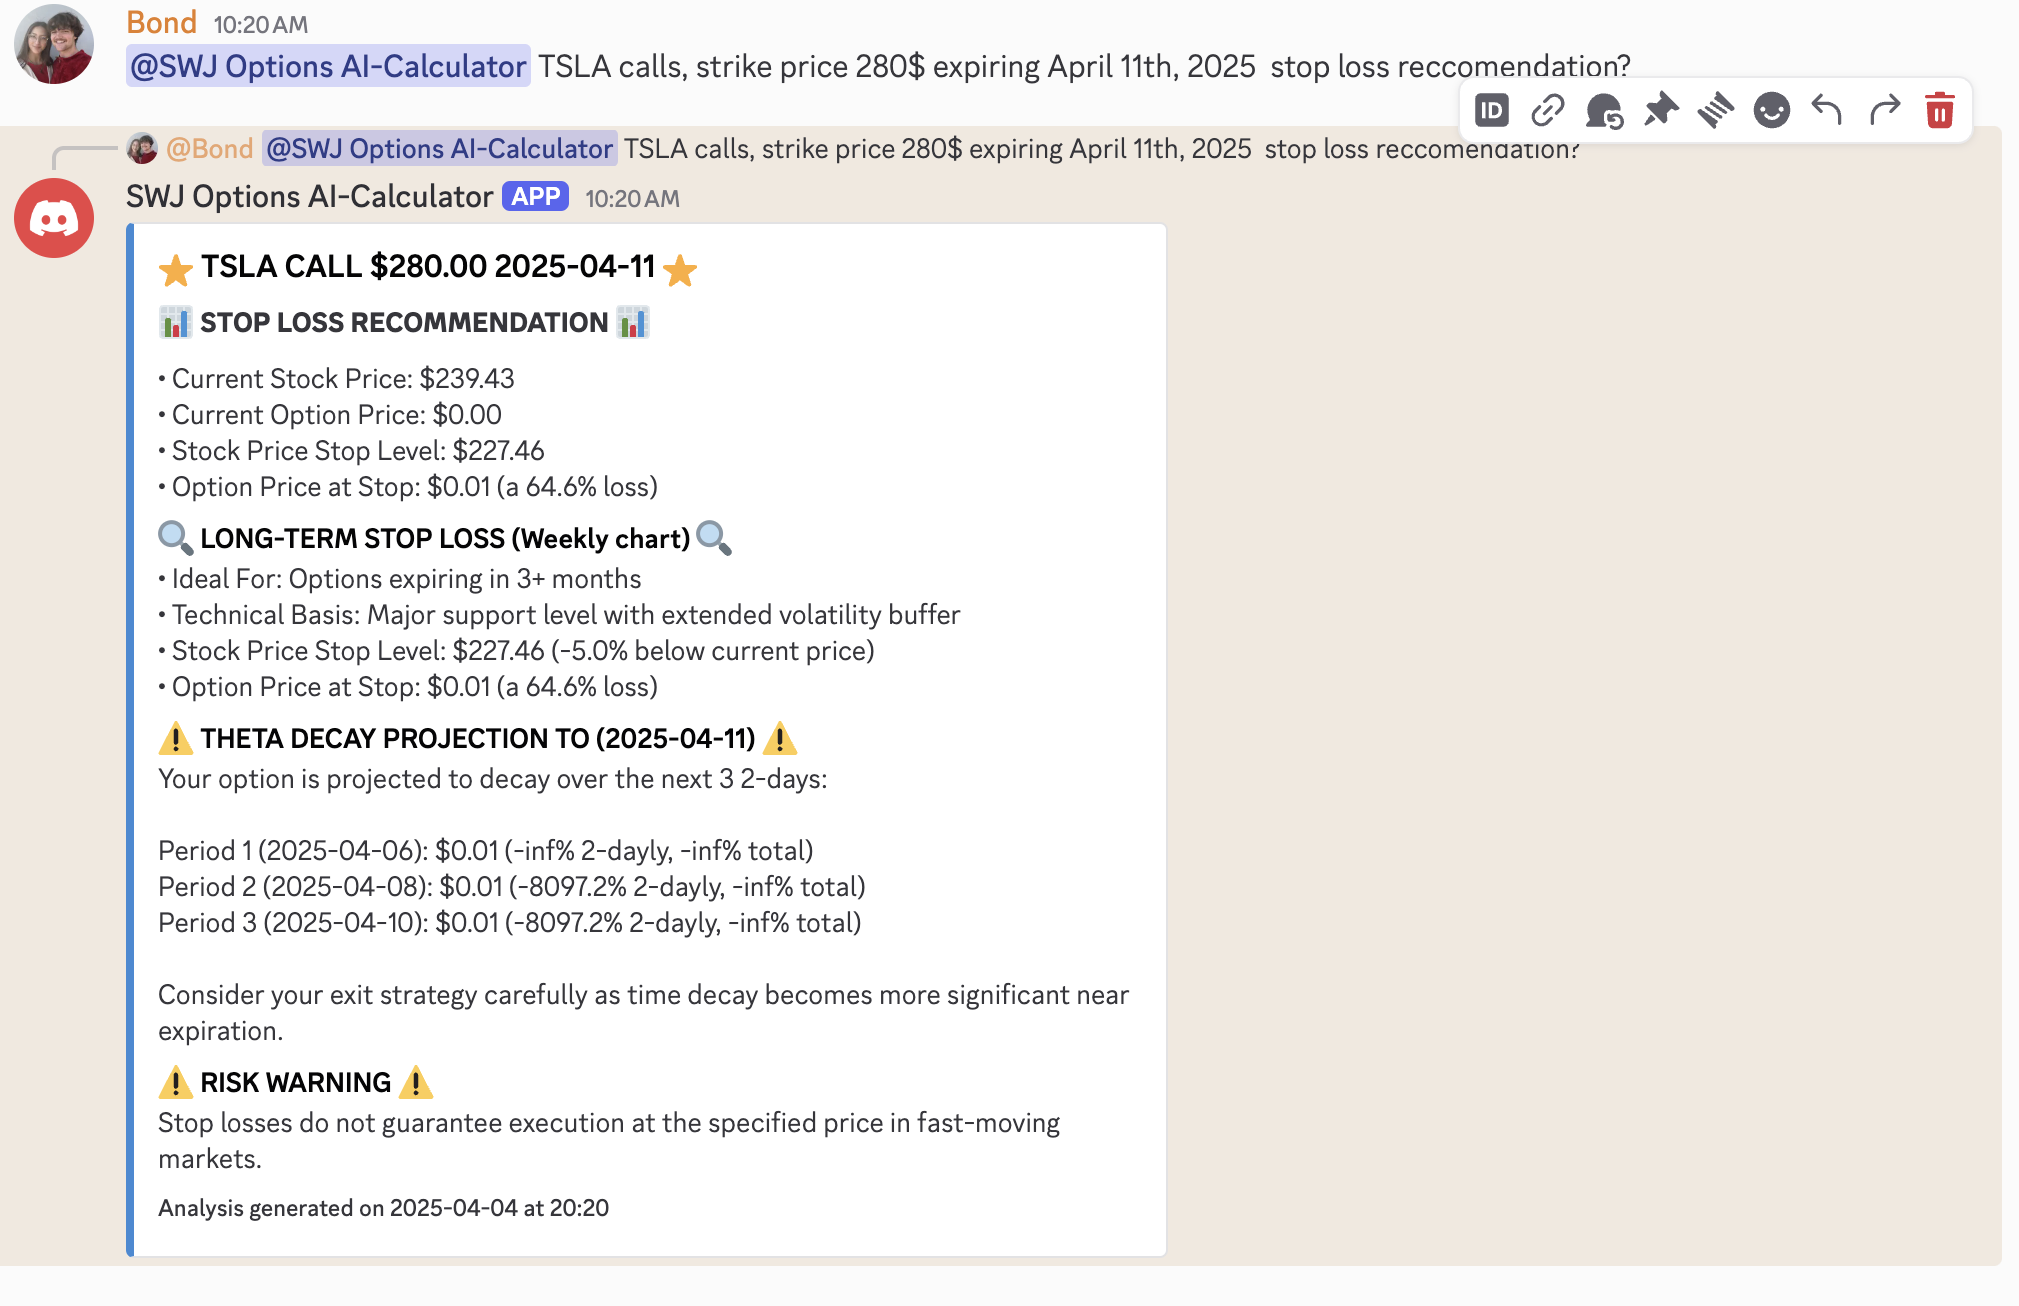 Bond 10:20 AM
@SWJ Options AI-Calculator TSLA calls, strike price 280$ expiring April 11th, 2025 stop loss reccomendation?
ID
@Bond @SWJ Options AI-Calculator TSLA calls, strike price 280$ expiring April 11th, 2025 stop loss reccomendation?
SWJ Options AI-Calculator APP 10:20 AM
⭐ TSLA CALL $280.00 2025-04-11 ⭐
📊 STOP LOSS RECOMMENDATION 📊
• Current Stock Price: $239.43
• Current Option Price: $0.00
• Stock Price Stop Level: $227.46
• Option Price at Stop: $0.01 (a 64.6% loss)
🔍 LONG-TERM STOP LOSS (Weekly chart) 🔍
• Ideal For: Options expiring in 3+ months
• Technical Basis: Major support level with extended volatility buffer
• Stock Price Stop Level: $227.46 (-5.0% below current price)
• Option Price at Stop: $0.01 (a 64.6% loss)
⚠️ THETA DECAY PROJECTION TO (2025-04-11) ⚠️
Your option is projected to decay over the next 3 2-days:
Period 1 (2025-04-06): $0.01 (-inf% 2-dayly, -inf% total)
Period 2 (2025-04-08): $0.01 (-8097.2% 2-dayly, -inf% total)
Period 3 (2025-04-10): $0.01 (-8097.2% 2-dayly, -inf% total)
Consider your exit strategy carefully as time decay becomes more significant near
expiration.
⚠️ RISK WARNING ⚠️
Stop losses do not guarantee execution at the specified price in fast-moving
markets.
Analysis generated on 2025-04-04 at 20:20